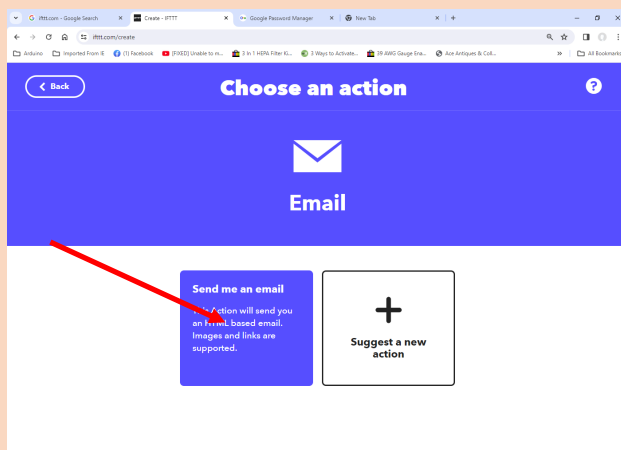 ifttt.com - Google Search
Create - IFTTT
Google Password Manager
New Tab
ifttt.com/create
Arduino
Imported From IE
(1) Facebook
(FIXED) Unable to m...
3 In 1 HEPA Filter Ki...
3 Ways to Activate...
39 AWG Gauge Ena...
Ace Antiques & Coll...
All Bookmarks
Back
Choose an action
?
Email
Send me an email
This Action will send you
an HTML based email.
Images and links are
supported.
Suggest a new
action